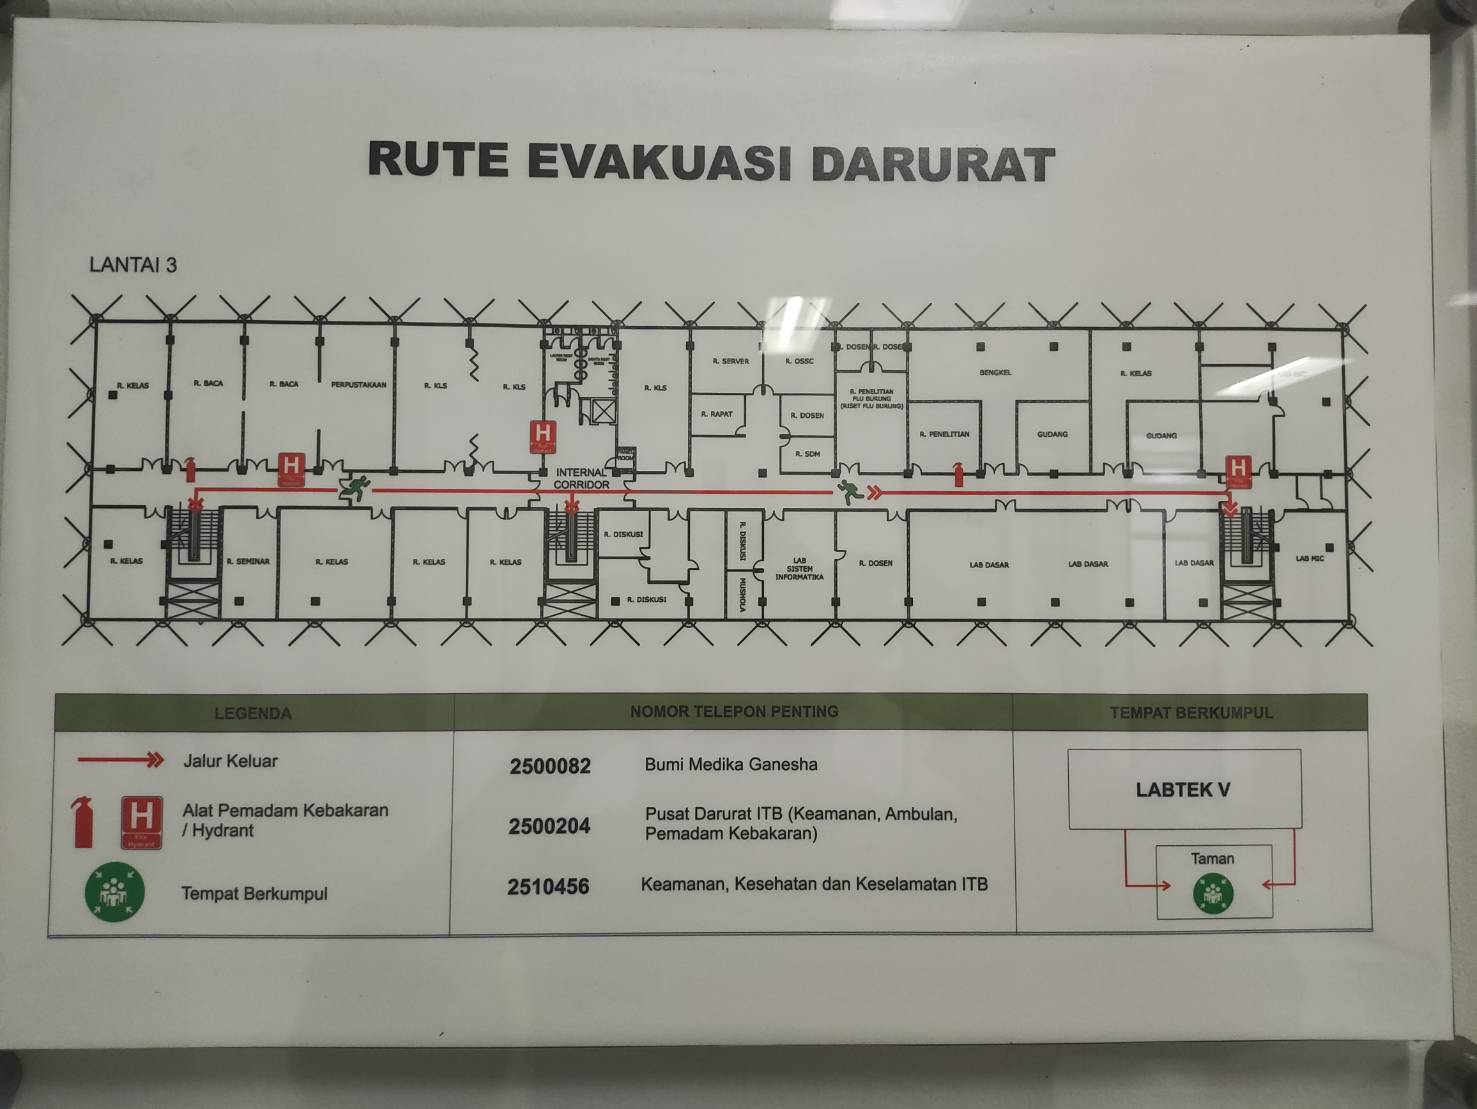 RUTE EVAKUASI DARURAT
LANTAI 3
R. KELAS
R. BACA
R. BACA
PERPUSTAKAAN
R. KLS
R. KLS
R. KLS
R. SERVER
R. OSSC
R. DOSEN
R. DOSEN
R. RAPAT
R. DOSEN
R. SDM
R. PENELITIAN
FLU BURUNG
(RISET FLU BURUNG)
BENGKEL
R. PENELITIAN
GUDANG
R. KELAS
GUDANG
H
H
H
INTERNAL
CORRIDOR
R. KELAS
R. SEMINAR
R. KELAS
R. KELAS
R. KELAS
R. DISKUSI
R. DISKUSI
R. DISKUSI
MUSHOLA
LAB
SISTEM
INFORMATIKA
R. DOSEN
LAB DASAR
LAB DASAR
LAB DASAR
LAB MIC
LEGENDA
Jalur Keluar
H
Fire
Hydrant
Alat Pemadam Kebakaran
/ Hydrant
Tempat Berkumpul
NOMOR TELEPON PENTING
2500082 Bumi Medika Ganesha
2500204 Pusat Darurat ITB (Keamanan, Ambulan,
Pemadam Kebakaran)
2510456 Keamanan, Kesehatan dan Keselamatan ITB
TEMPAT BERKUMPUL
LABTEK V
Taman